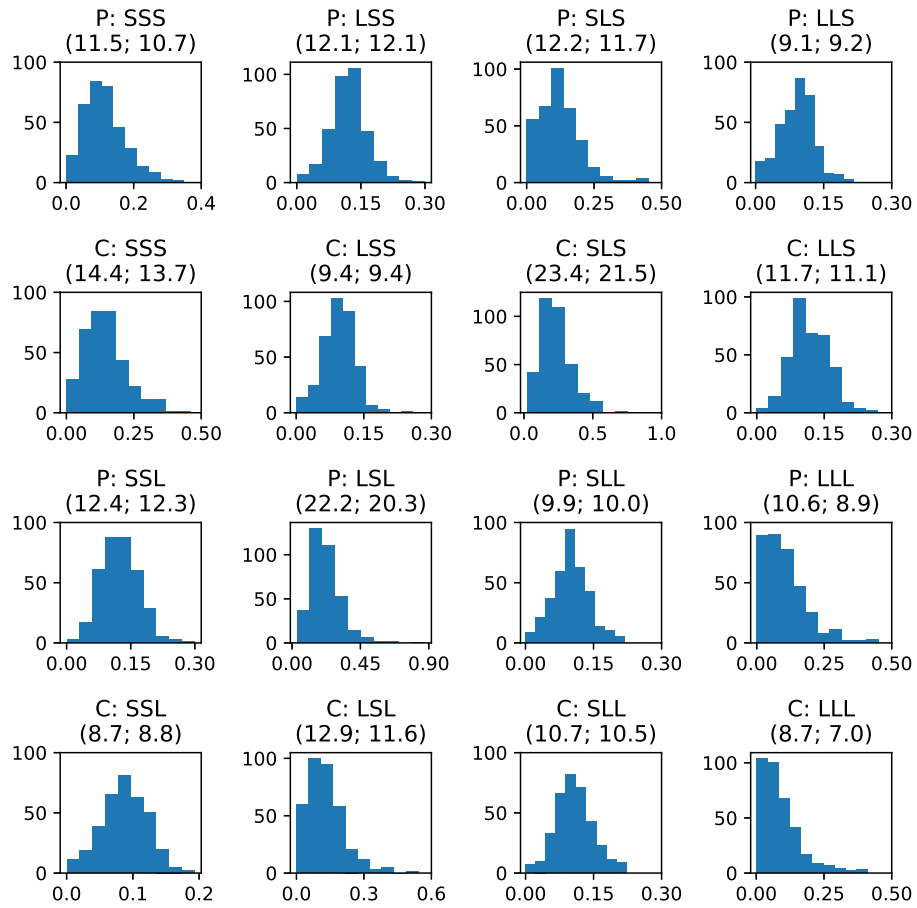 P: SSS
(11.5; 10.7)
100
50
0
0.0 0.2 0.4
P: LSS
(12.1; 12.1)
100
50
0
0.00 0.15 0.30
P: SLS
(12.2; 11.7)
100
50
0
0.00 0.25 0.50
P: LLS
(9.1; 9.2)
100
50
0
0.00 0.15 0.30
C: SSS
(14.4; 13.7)
100
50
0
0.00 0.25 0.50
C: LSS
(9.4; 9.4)
100
50
0
0.00 0.15 0.30
C: SLS
(23.4; 21.5)
100
50
0
0.0 0.5 1.0
C: LLS
(11.7; 11.1)
100
50
0
0.00 0.15 0.30
P: SSL
(12.4; 12.3)
100
50
0
0.00 0.15 0.30
P: LSL
(22.2; 20.3)
100
50
0
0.00 0.45 0.90
P: SLL
(9.9; 10.0)
100
50
0
0.00 0.15 0.30
P: LLL
(10.6; 8.9)
100
50
0
0.00 0.25 0.50
C: SSL
(8.7; 8.8)
100
50
0
0.0 0.1 0.2
C: LSL
(12.9; 11.6)
100
50
0
0.0 0.3 0.6
C: SLL
(10.7; 10.5)
100
50
0
0.00 0.15 0.30
C: LLL
(8.7; 7.0)
100
50
0
0.00 0.25 0.50